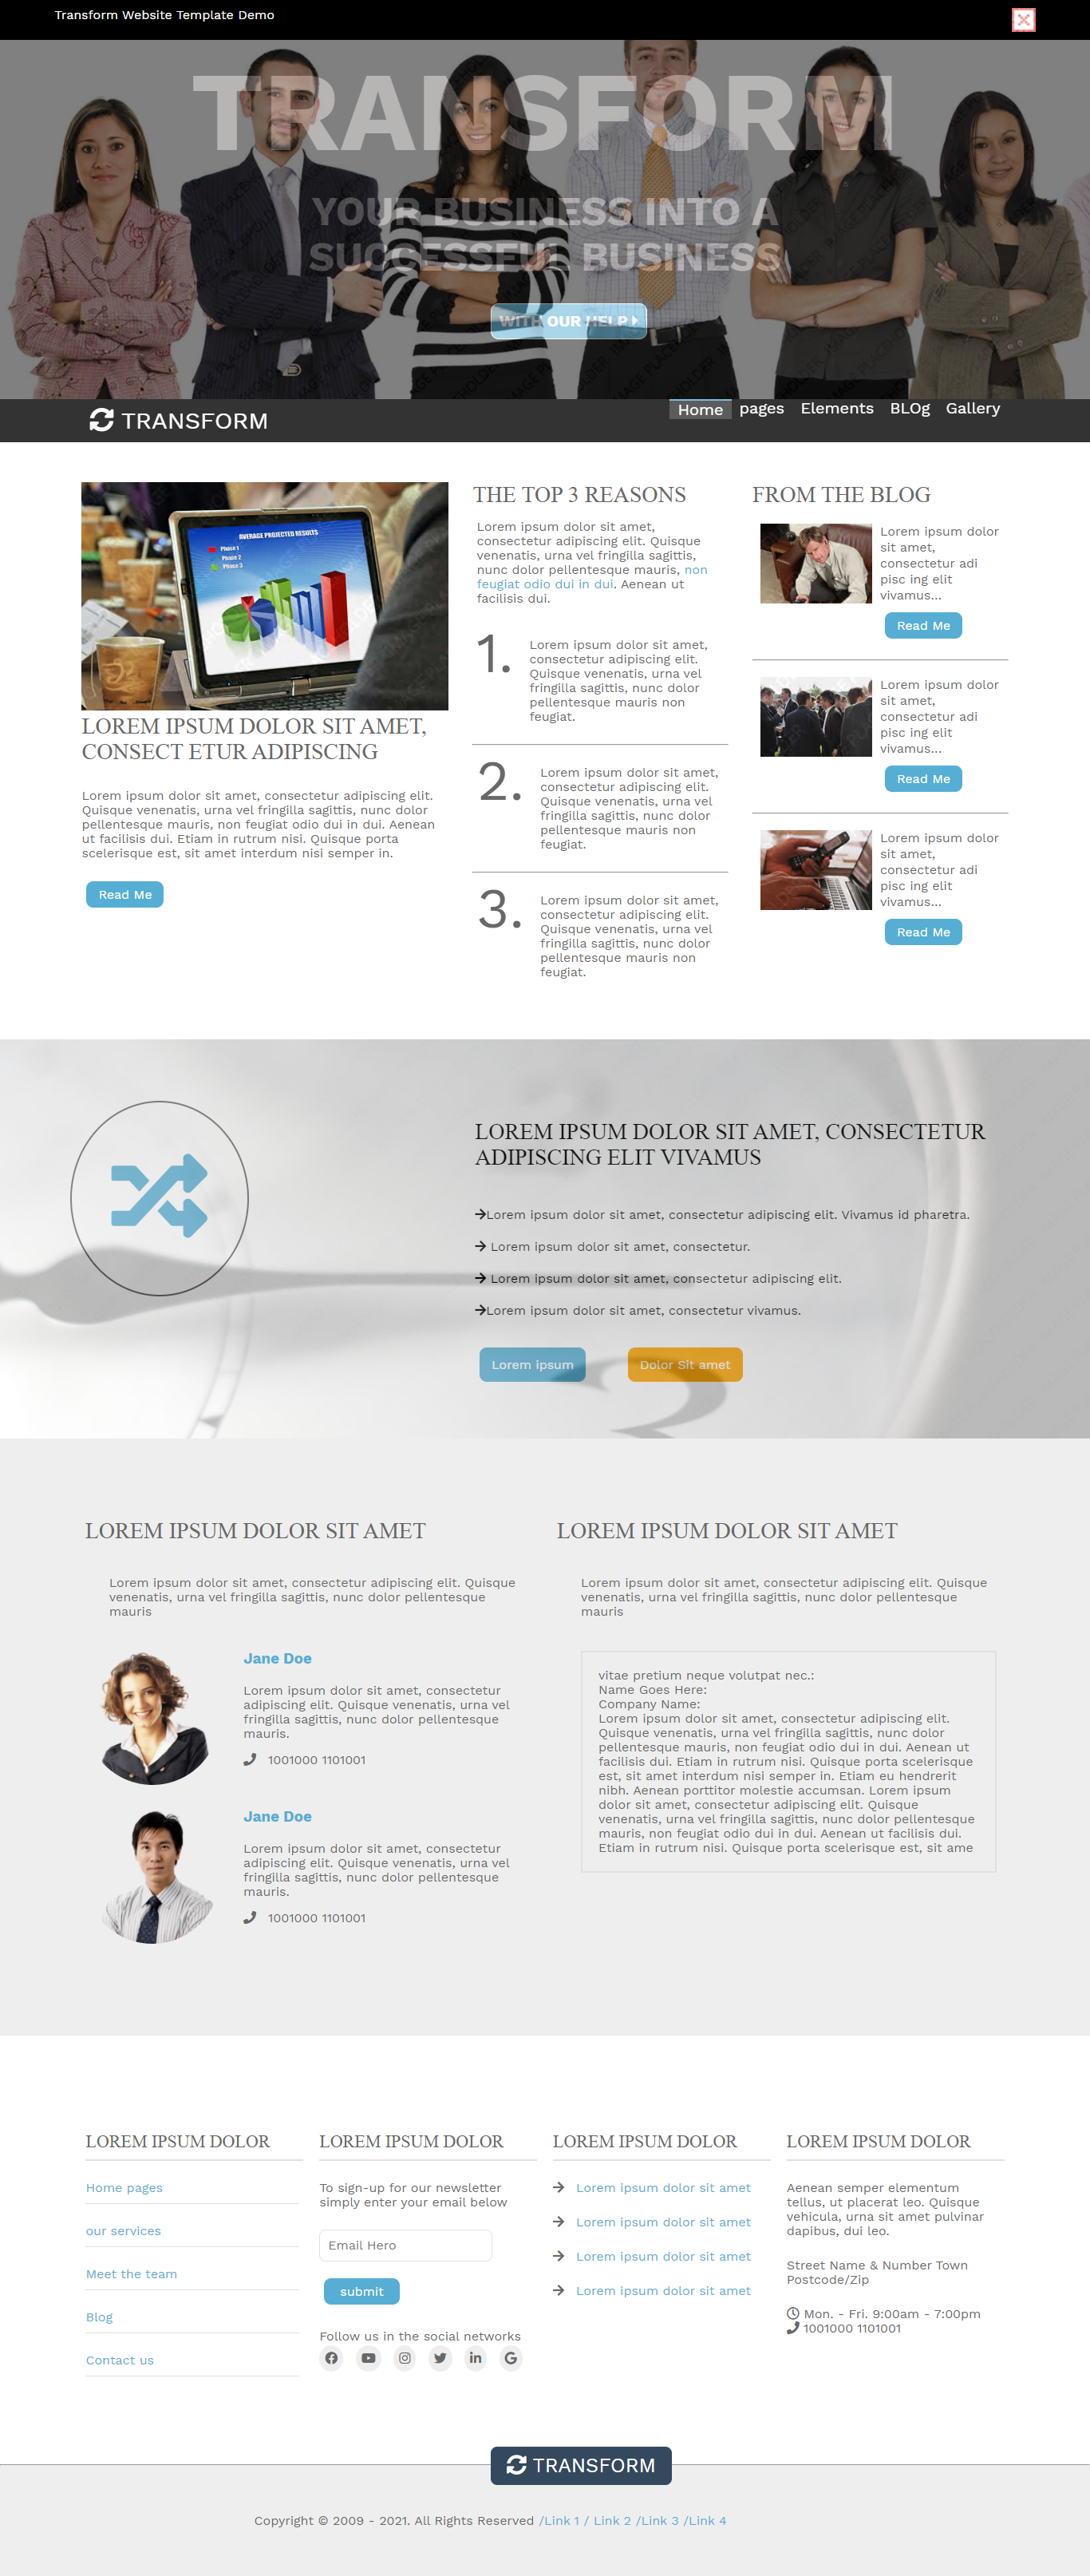 Transform Website Template Demo
TRANSFORM
YOUR BUSINESS INTO A
SUCCESSFUL BUSINESS
WITH OUR HELP
TRANSFORM
Home pages Elements BLOg Gallery
AVERAGE PROJECTED RESULTS
Phase 1
Phase 2
Phase 3
LOREM IPSUM DOLOR SIT AMET,
CONSECT ETUR ADIPISCING
Lorem ipsum dolor sit amet, consectetur adipiscing elit.
Quisque venenatis, urna vel fringilla sagittis, nunc dolor
pellentesque mauris, non feugiat odio dui in dui. Aenean
ut facilisis dui. Etiam in rutrum nisi. Quisque porta
scelerisque est, sit amet interdum nisi semper in.
Read Me
THE TOP 3 REASONS
Lorem ipsum dolor sit amet,
consectetur adipiscing elit. Quisque
venenatis, urna vel fringilla sagittis,
nunc dolor pellentesque mauris, non
feugiat odio dui in dui. Aenean ut
facilisis dui.
1.
Lorem ipsum dolor sit amet,
consectetur adipiscing elit.
Quisque venenatis, urna vel
fringilla sagittis, nunc dolor
pellentesque mauris non
feugiat.
2.
Lorem ipsum dolor sit amet,
consectetur adipiscing elit.
Quisque venenatis, urna vel
fringilla sagittis, nunc dolor
pellentesque mauris non
feugiat.
3.
Lorem ipsum dolor sit amet,
consectetur adipiscing elit.
Quisque venenatis, urna vel
fringilla sagittis, nunc dolor
pellentesque mauris non
feugiat.
FROM THE BLOG
Lorem ipsum dolor
sit amet,
consectetur adi
pisc ing elit
vivamus...
Read Me
Lorem ipsum dolor
sit amet,
consectetur adi
pisc ing elit
vivamus...
Read Me
Lorem ipsum dolor
sit amet,
consectetur adi
pisc ing elit
vivamus...
Read Me
LOREM IPSUM DOLOR SIT AMET, CONSECTETUR
ADIPISCING ELIT VIVAMUS
Lorem ipsum dolor sit amet, consectetur adipiscing elit. Vivamus id pharetra.
Lorem ipsum dolor sit amet, consectetur.
Lorem ipsum dolor sit amet, consectetur adipiscing elit.
Lorem ipsum dolor sit amet, consectetur vivamus.
Lorem ipsum Dolor Sit amet
LOREM IPSUM DOLOR SIT AMET
Lorem ipsum dolor sit amet, consectetur adipiscing elit. Quisque
venenatis, urna vel fringilla sagittis, nunc dolor pellentesque
mauris
Jane Doe
Lorem ipsum dolor sit amet, consectetur
adipiscing elit. Quisque venenatis, urna vel
fringilla sagittis, nunc dolor pellentesque
mauris.
1001000 1101001
Jane Doe
Lorem ipsum dolor sit amet, consectetur
adipiscing elit. Quisque venenatis, urna vel
fringilla sagittis, nunc dolor pellentesque
mauris.
1001000 1101001
LOREM IPSUM DOLOR SIT AMET
Lorem ipsum dolor sit amet, consectetur adipiscing elit. Quisque
venenatis, urna vel fringilla sagittis, nunc dolor pellentesque
mauris
vitae pretium neque volutpat nec.:
Name Goes Here:
Company Name:
Lorem ipsum dolor sit amet, consectetur adipiscing elit.
Quisque venenatis, urna vel fringilla sagittis, nunc dolor
pellentesque mauris, non feugiat odio dui in dui. Aenean ut
facilisis dui. Etiam in rutrum nisi. Quisque porta scelerisque
est, sit amet interdum nisi semper in. Etiam eu hendrerit
nibh. Aenean porttitor molestie accumsan. Lorem ipsum
dolor sit amet, consectetur adipiscing elit. Quisque
venenatis, urna vel fringilla sagittis, nunc dolor pellentesque
mauris, non feugiat odio dui in dui. Aenean ut facilisis dui.
Etiam in rutrum nisi. Quisque porta scelerisque est, sit ame
LOREM IPSUM DOLOR
Home pages
our services
Meet the team
Blog
Contact us
LOREM IPSUM DOLOR
To sign-up for our newsletter
simply enter your email below
Email Hero
submit
Follow us in the social networks
LOREM IPSUM DOLOR
Lorem ipsum dolor sit amet
Lorem ipsum dolor sit amet
Lorem ipsum dolor sit amet
Lorem ipsum dolor sit amet
LOREM IPSUM DOLOR
Aenean semper elementum
tellus, ut placerat leo. Quisque
vehicula, urna sit amet pulvinar
dapibus, dui leo.
Street Name & Number Town
Postcode/Zip
Mon. - Fri. 9:00am - 7:00pm
1001000 1101001
TRANSFORM
Copyright © 2009 - 2021. All Rights Reserved /Link 1 / Link 2 /Link 3 /Link 4